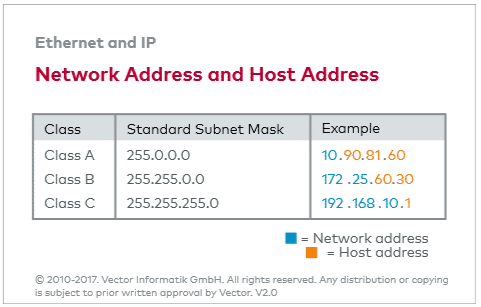 Ethernet and IP
Network Address and Host Address
Class Standard Subnet Mask Example
Class A 255.0.0.0 10.90.81.60
Class B 255.255.0.0 172 .25.60.30
Class C 255.255.255.0 192 .168 .10.1
= Network address
= Host address
© 2010-2017. Vector Informatik GmbH. All rights reserved. Any distribution or copying
is subject to prior written approval by Vector. V2.0